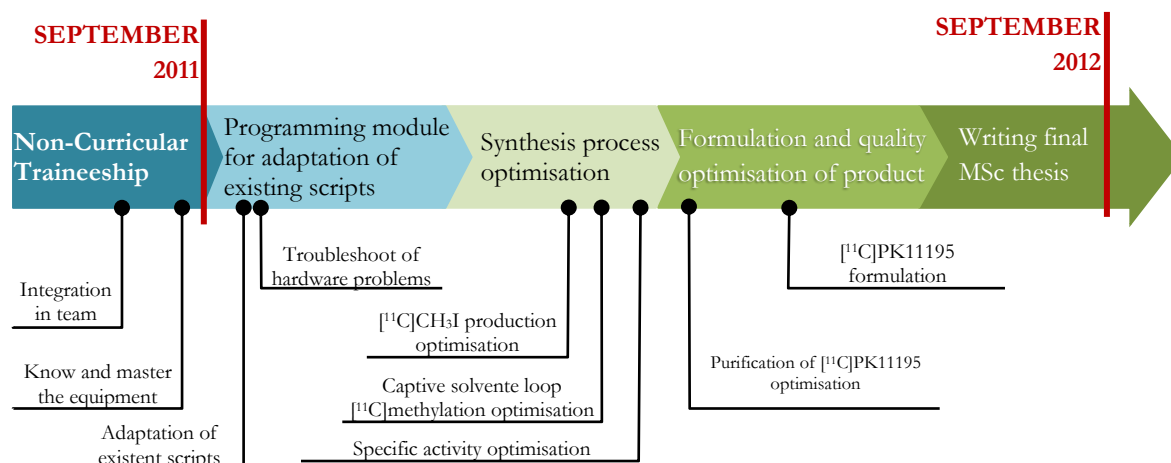 SEPTEMBER
2011
SEPTEMBER
2012
Non-Curricular
Traineeship
Programming module
for adaptation of
existing scripts
Synthesis process
optimisation
Formulation and quality
optimisation of product
Writing final
MSc thesis
Integration
in team
Know and master
the equipment
Adaptation of
existent scripts
Troubleshoot of
hardware problems
[¹¹C]CH₃I production
optimisation
Captive solvente loop
[¹¹C]methylation optimisation
Specific activity optimisation
[¹¹C]PK11195
formulation
Purification of [¹¹C]PK11195
optimisation